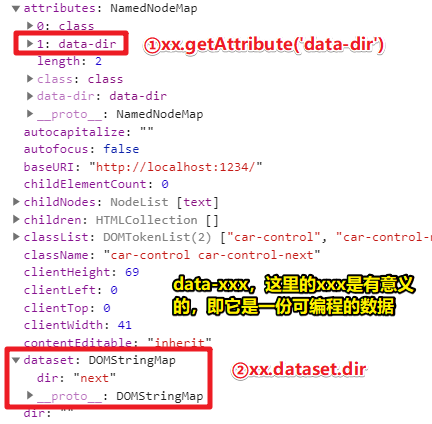 attributes: NamedNodeMap
0: class
1: data-dir
①xx.getAttribute('data-dir')
length: 2
class: class
data-dir: data-dir
__proto__: NamedNodeMap
autocapitalize: ""
autofocus: false
baseURI: "http://localhost:1234/"
childElementCount: 0
childNodes: NodeList [text]
children: HTMLCollection []
classList: DOMTokenList(2) ["car-control", "car-control-n
className: "car-control car-control-next"
clientHeight: 69
clientLeft: 0
clientTop: 0
clientWidth: 41
data-xxx，这里的xxx是有意义
的，即它是一份可编程的数据
contentEditable: "inherit"
dataset: DOMStringMap
②xx.dataset.dir
dir: "next"
__proto__: DOMStringMap
dir: ""